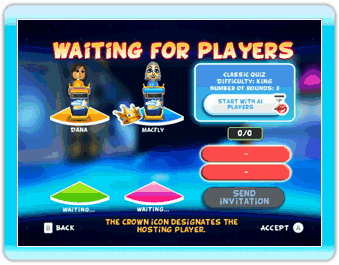 WAITING FOR PLAYERS
CLASSIC QUIZ
DIFFICULTY: KING
NUMBER OF ROUNDS: 3
START WITH AI
PLAYERS
DANA
MACFLY
0/0
-
-
SEND
INVITATION
WAITING...
WAITING...
THE CROWN ICON DESIGNATES THE
HOSTING PLAYER.
B BACK
ACCEPT A